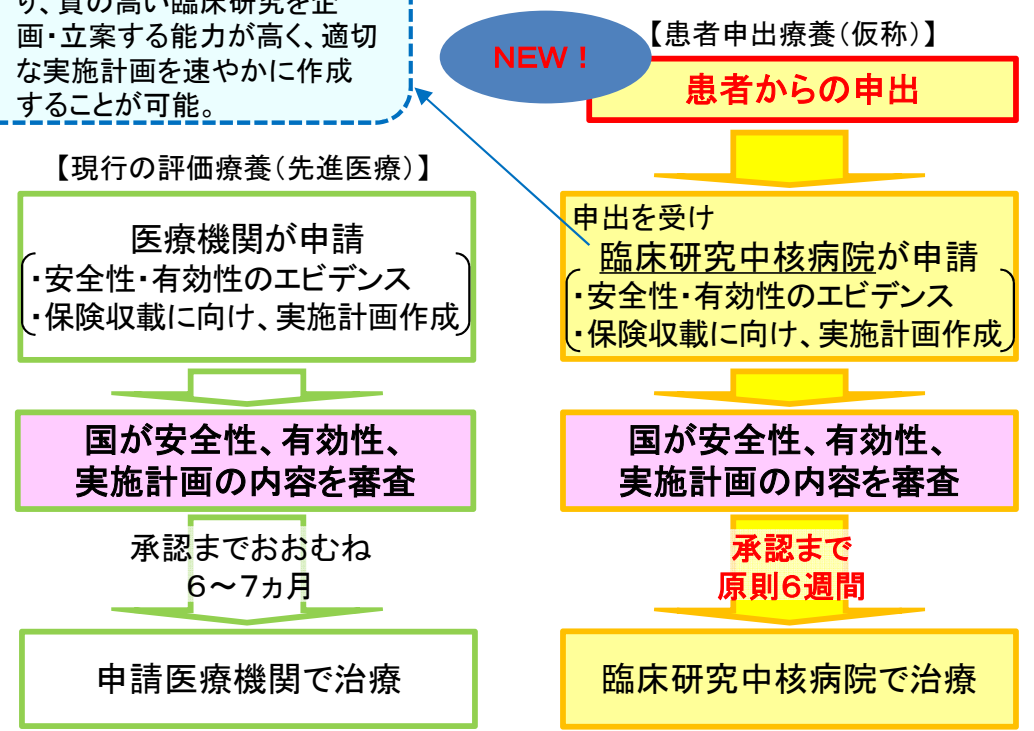 り、質の高い臨床研究を企
画・立案する能力が高く、適切
な実施計画を速やかに作成
することが可能。
NEW！
【患者申出療養（仮称）】
患者からの申出
【現行の評価療養（先進医療）】
医療機関が申請
・安全性・有効性のエビデンス
・保険収載に向け、実施計画作成
申出を受け
臨床研究中核病院が申請
・安全性・有効性のエビデンス
・保険収載に向け、実施計画作成
国が安全性、有効性、
実施計画の内容を審査
国が安全性、有効性、
実施計画の内容を審査
承認までおおむね
６～７ヵ月
承認まで
原則６週間
申請医療機関で治療
臨床研究中核病院で治療